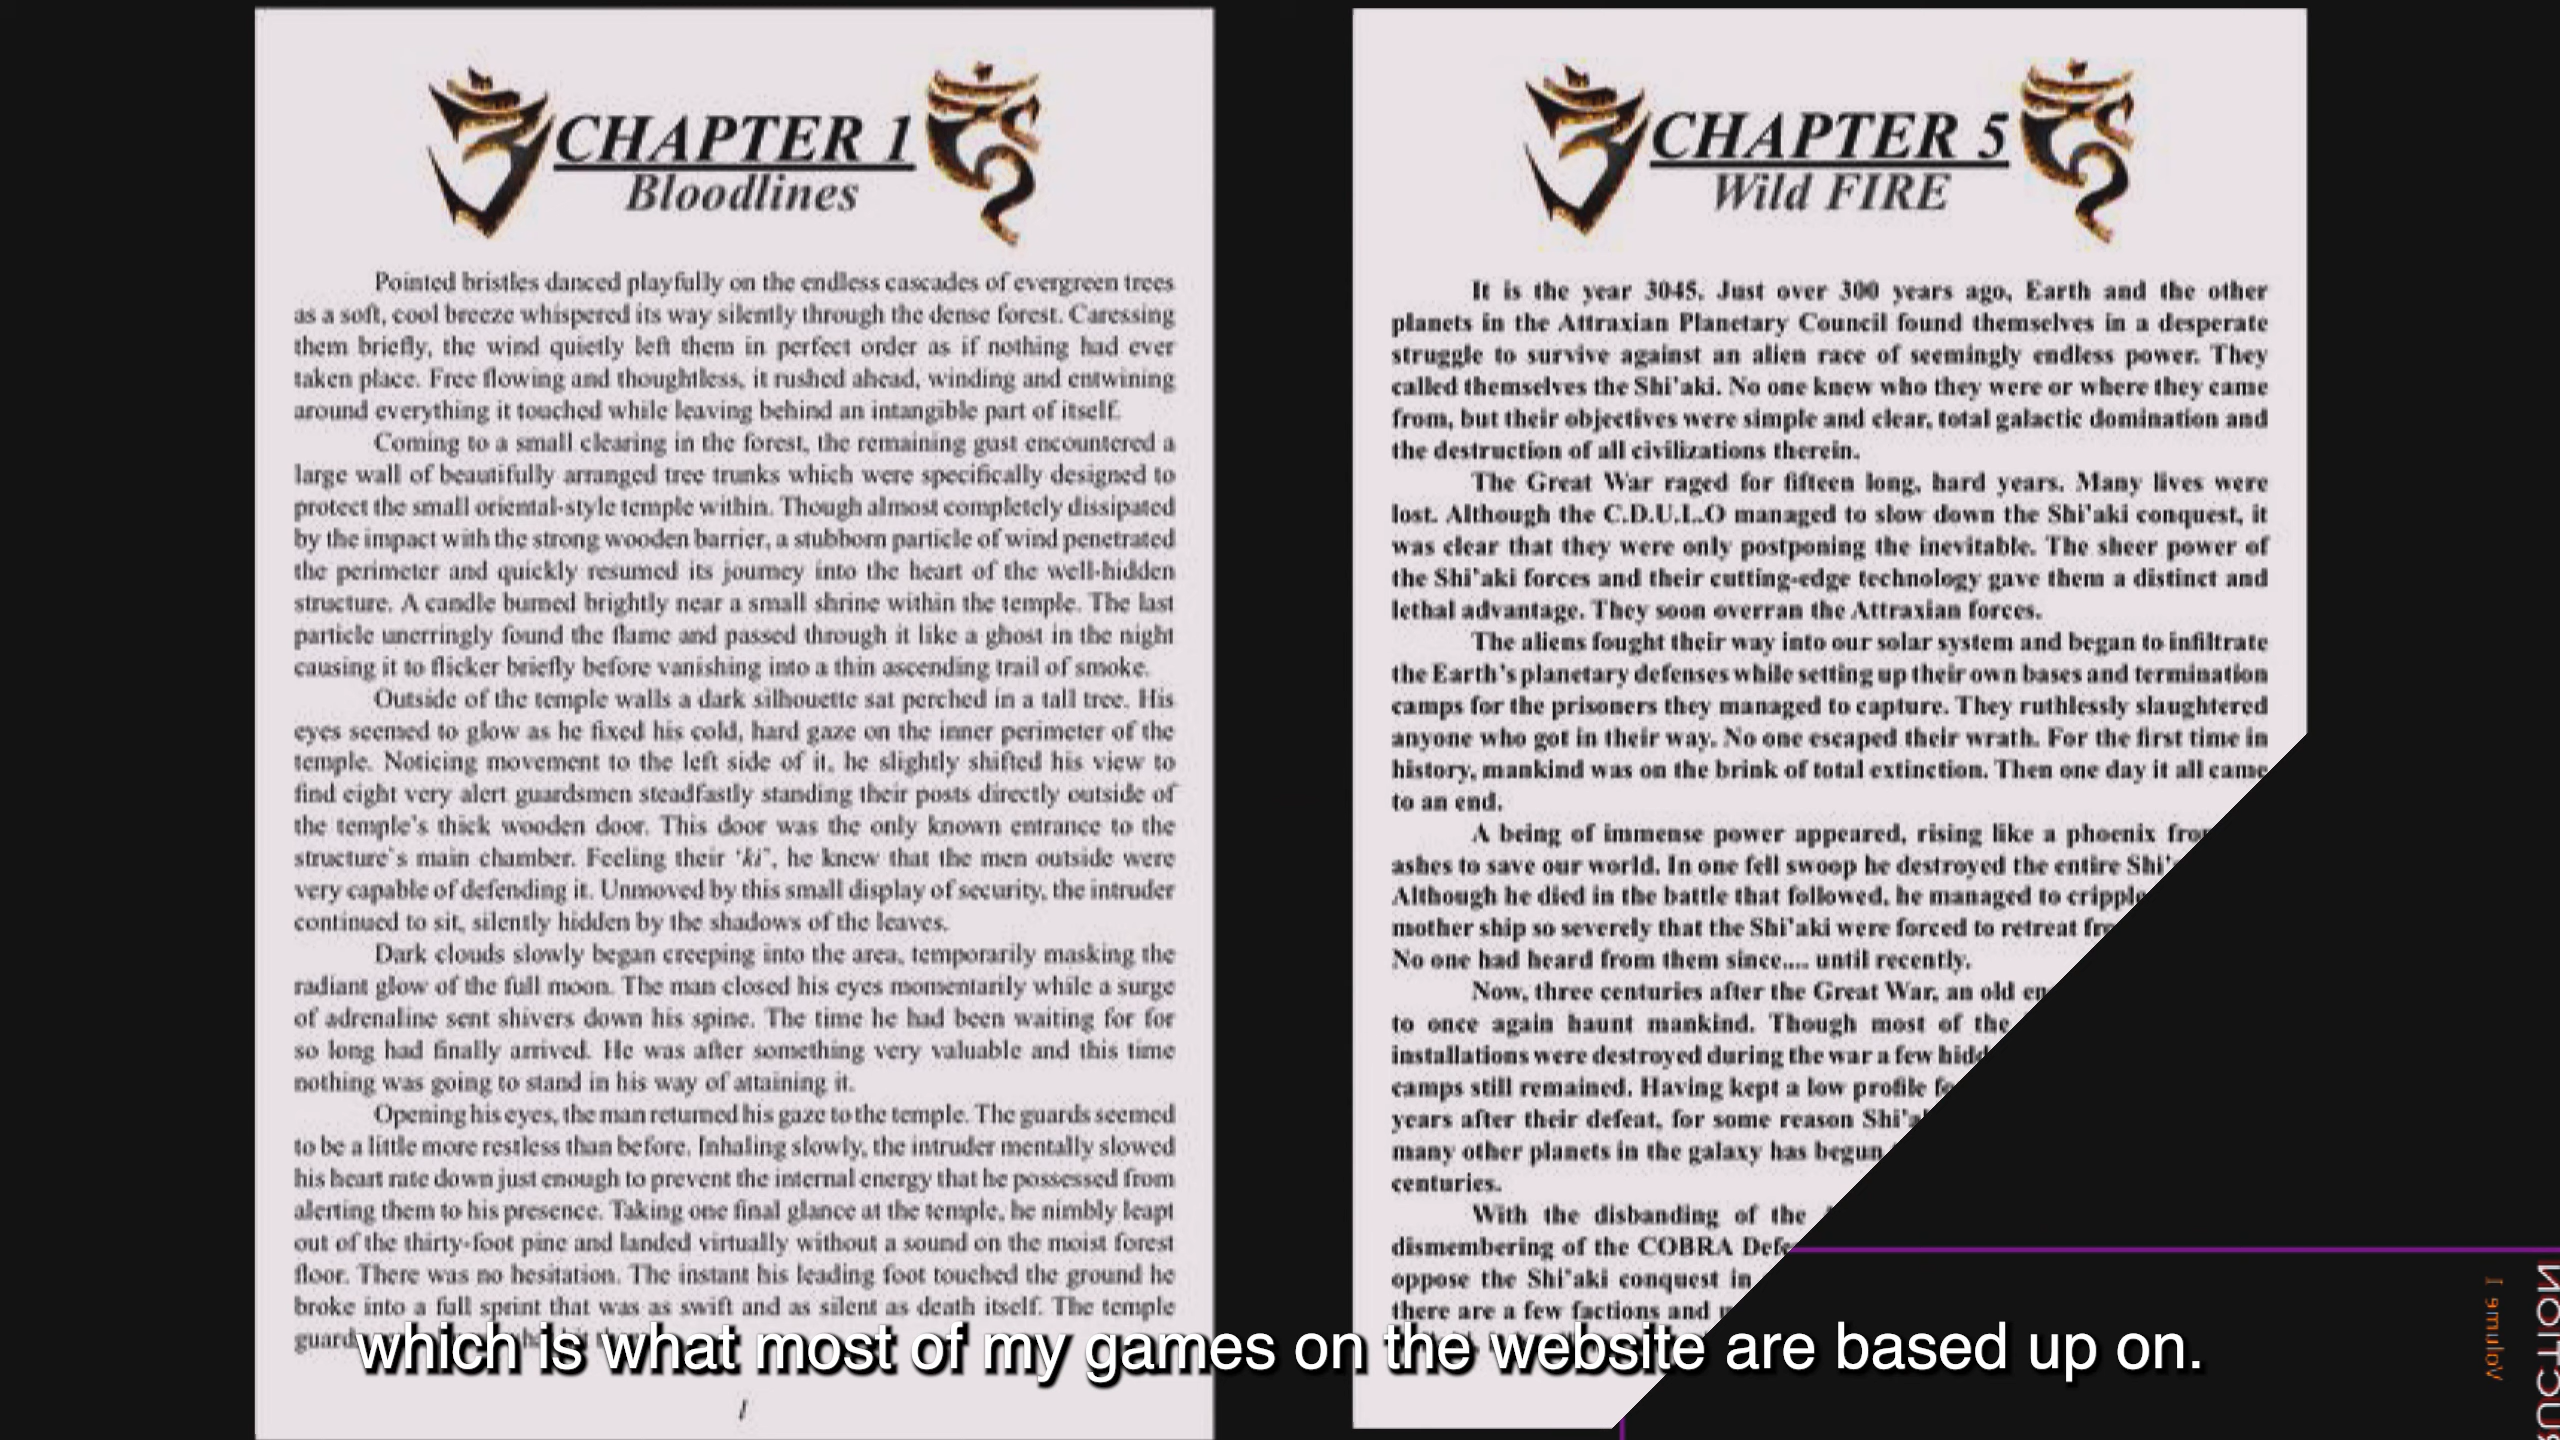 CHAPTER 1
Bloodlines
Pointed bristles danced playfully on the endless cascades of evergreen trees
as a soft, cool breeze whispered its way silently through the dense forest. Caressing
them briefly, the wind quietly left them in perfect order as if nothing had ever
taken place. Free flowing and thoughtless, it rushed ahead, winding and entwining
around everything it touched while leaving behind an intangible part of itself.
Coming to a small clearing in the forest, the remaining gust encountered a
large wall of beautifully arranged tree trunks which were specifically designed to
protect the small oriental-style temple within. Though almost completely dissipated
by the impact with the strong wooden barrier, a stubborn particle of wind penetrated
the perimeter and quickly resumed its journey into the heart of the well-hidden
structure. A candle burned brightly near a small shrine within the temple. The last
particle unerringly found the flame and passed through it like a ghost in the night
causing it to flicker briefly before vanishing into a thin ascending trail of smoke.
Outside of the temple walls a dark silhouette sat perched in a tall tree. His
eyes seemed to glow as he fixed his cold, hard gaze on the inner perimeter of the
temple. Noticing movement to the left side of it, he slightly shifted his view to
find eight very alert guardsmen steadfastly standing their posts directly outside of
the temple's thick wooden door. This door was the only known entrance to the
structure's main chamber. Feeling their 'ki', he knew that the men outside were
very capable of defending it. Unmoved by this small display of security, the intruder
continued to sit, silently hidden by the shadows of the leaves.
Dark clouds slowly began creeping into the area, temporarily masking the
radiant glow of the full moon. The man closed his eyes momentarily while a surge
of adrenaline sent shivers down his spine. The time he had been waiting for for
so long had finally arrived. He was after something very valuable and this time
nothing was going to stand in his way of attaining it.
Opening his eyes, the man returned his gaze to the temple. The guards seemed
to be a little more restless than before. Inhaling slowly, the intruder mentally slowed
his heart rate down just enough to prevent the internal energy that he possessed from
alerting them to his presence. Taking one final glance at the temple, he nimbly leapt
out of the thirty-foot pine and landed virtually without a sound on the moist forest
floor. There was no hesitation. The instant his leading foot touched the ground he
broke into a full sprint that was as swift and as silent as death itself. The temple
guard
1
CHAPTER 5
Wild FIRE
It is the year 3045. Just over 300 years ago, Earth and the other
planets in the Attraxian Planetary Council found themselves in a desperate
struggle to survive against an alien race of seemingly endless power. They
called themselves the Shi'aki. No one knew who they were or where they came
from, but their objectives were simple and clear, total galactic domination and
the destruction of all civilizations therein.
The Great War raged for fifteen long, hard years. Many lives were
lost. Although the C.D.U.L.O managed to slow down the Shi'aki conquest, it
was clear that they were only postponing the inevitable. The sheer power of
the Shi'aki forces and their cutting-edge technology gave them a distinct and
lethal advantage. They soon overran the Attraxian forces.
The aliens fought their way into our solar system and began to infiltrate
the Earth's planetary defenses while setting up their own bases and termination
camps for the prisoners they managed to capture. They ruthlessly slaughtered
anyone who got in their way. No one escaped their wrath. For the first time in
history, mankind was on the brink of total extinction. Then one day it all came
to an end.
A being of immense power appeared, rising like a phoenix fro
ashes to save our world. In one fell swoop he destroyed the entire Shi'
Although he died in the battle that followed, he managed to cripple
mother ship so severely that the Shi'aki were forced to retreat fr
No one had heard from them since.... until recently.
Now, three centuries after the Great War, an old en
to once again haunt mankind. Though most of the
installations were destroyed during the war a few hidd
camps still remained. Having kept a low profile fo
years after their defeat, for some reason Shi'a
many other planets in the galaxy has begun
centuries.
With the disbanding of the
dismembering of the COBRA Defe
oppose the Shi'aki conquest in
there are a few factions and
Volume I
UCTION
which is what most of my games on the website are based up on.